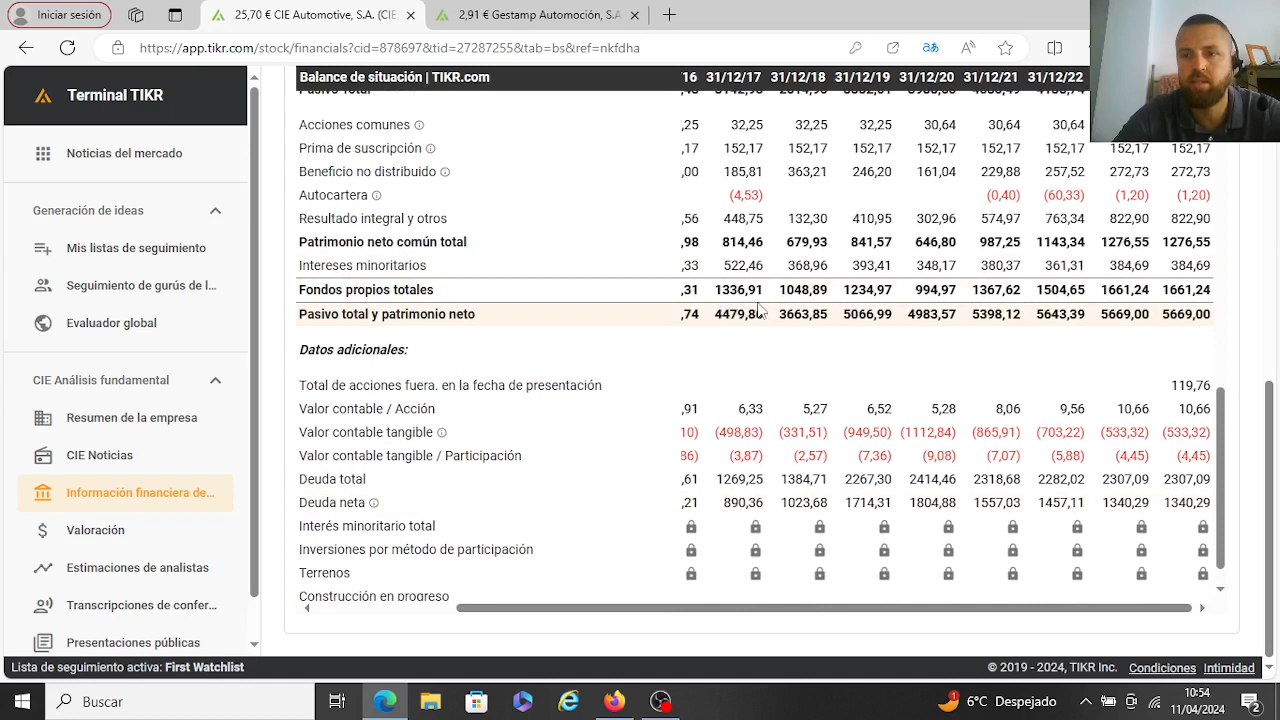 Iniciar sesión
25,70 € CIE Automotive, S.A. (CIE
2,91 € Gestamp Automoción, S.A
https://app.tikr.com/stock/financials?cid=878697&tid=27287255&tab=bs&ref=nkfdha
Terminal TIKR
Noticias del mercado
Generación de ideas
Mis listas de seguimiento
Seguimiento de gurús de l...
Evaluador global
CIE Análisis fundamental
Resumen de la empresa
CIE Noticias
Información financiera de...
Valoración
Estimaciones de analistas
Transcripciones de confer...
Presentaciones públicas
Balance de situación | TIKR.com '16 31/12/17 31/12/18 31/12/19 31/12/20 31/12/21 31/12/22
Pasivo Total
Acciones comunes ,25 32,25 32,25 32,25 30,64 30,64 30,64
Prima de suscripción ,17 152,17 152,17 152,17 152,17 152,17 152,17 152,17 152,17
Beneficio no distribuido ,00 185,81 363,21 246,20 161,04 229,88 257,52 272,73 272,73
Autocartera (4,53) (0,40) (60,33) (1,20) (1,20)
Resultado integral y otros ,56 448,75 132,30 410,95 302,96 574,97 763,34 822,90 822,90
Patrimonio neto común total ,98 814,46 679,93 841,57 646,80 987,25 1143,34 1276,55 1276,55
Intereses minoritarios ,33 522,46 368,96 393,41 348,17 380,37 361,31 384,69 384,69
Fondos propios totales ,31 1336,91 1048,89 1234,97 994,97 1367,62 1504,65 1661,24 1661,24
Pasivo total y patrimonio neto ,74 3663,85 5066,99 4983,57 5398,12 5643,39 5669,00 5669,00
Datos adicionales:
Total de acciones fuera. en la fecha de presentación 119,76
Valor contable / Acción ,91 6,33 5,27 6,52 5,28 8,06 9,56 10,66 10,66
Valor contable tangible 10) (498,83) (331,51) (949,50) (1112,84) (865,91) (703,22) (533,32) (533,32)
Valor contable tangible / Participación 86) (3,87) (2,57) (7,36) (9,08) (7,07) (5,88) (4,45) (4,45)
Deuda total ,61 1269,25 1384,71 2267,30 2414,46 2318,68 2282,02 2307,09 2307,09
Deuda neta ,21 890,36 1023,68 1714,31 1804,88 1557,03 1457,11 1340,29 1340,29
Interés minoritario total
Inversiones por método de participación
Terrenos
Construcción en progreso
Lista de seguimiento activa: First Watchlist
© 2019 - 2024, TIKR Inc. Condiciones Intimidad
Buscar
1
6°C Despejado
10:54
11/04/2024
2